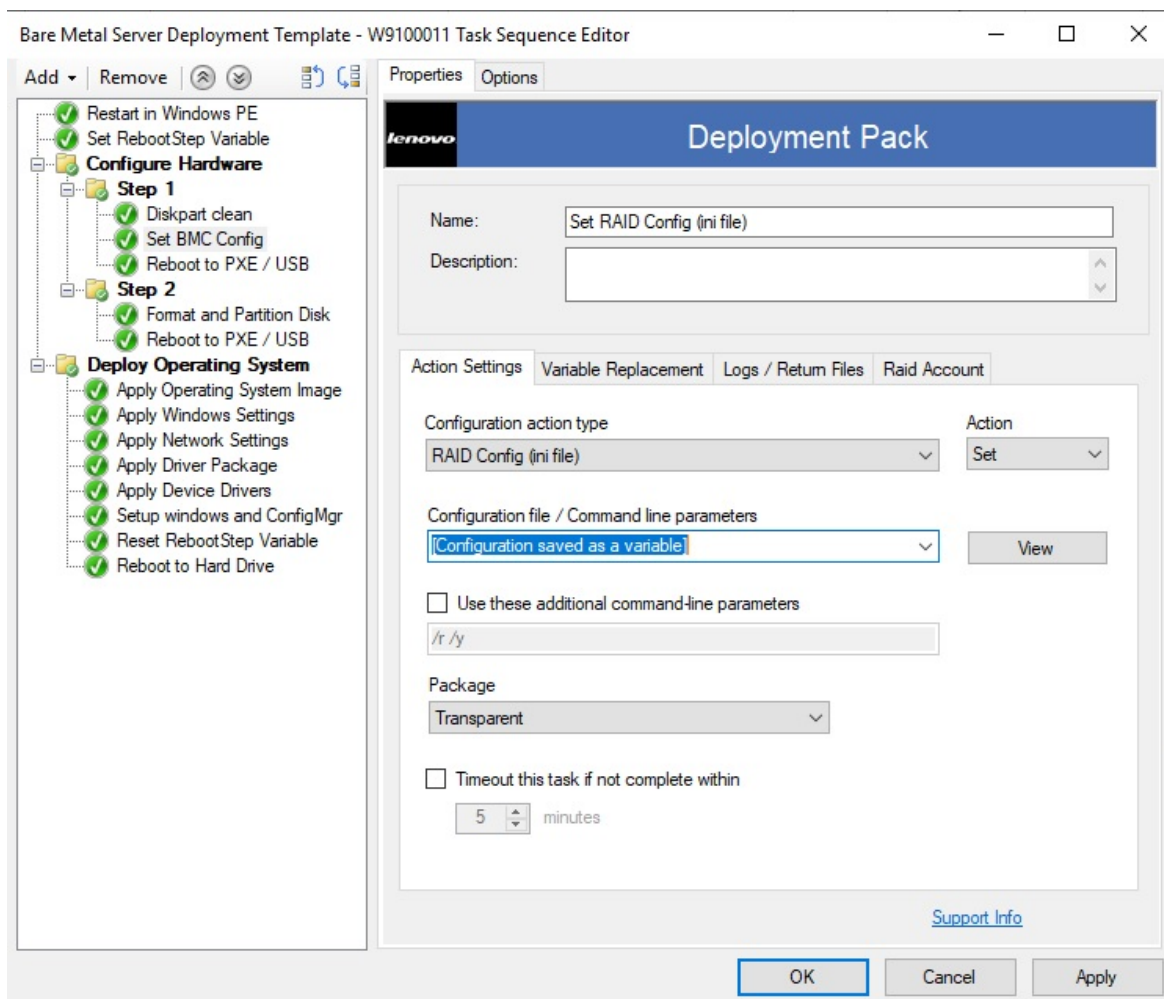 Bare Metal Server Deployment Template - W9100011 Task Sequence Editor
Add Remove
Restart in Windows PE
Set RebootStep Variable
Configure Hardware
Step 1
Diskpart clean
Set BMC Config
Reboot to PXE / USB
Step 2
Format and Partition Disk
Reboot to PXE / USB
Deploy Operating System
Apply Operating System Image
Apply Windows Settings
Apply Network Settings
Apply Driver Package
Apply Device Drivers
Setup windows and ConfigMgr
Reset RebootStep Variable
Reboot to Hard Drive
Properties Options
lenovo Deployment Pack
Name: Set RAID Config (ini file)
Description:
Action Settings Variable Replacement Logs / Return Files Raid Account
Configuration action type Action
RAID Config (ini file) Set
Configuration file / Command line parameters
[Configuration saved as a variable] View
Use these additional command-line parameters
/r /y
Package
Transparent
Timeout this task if not complete within
5 minutes
Support Info
OK Cancel Apply